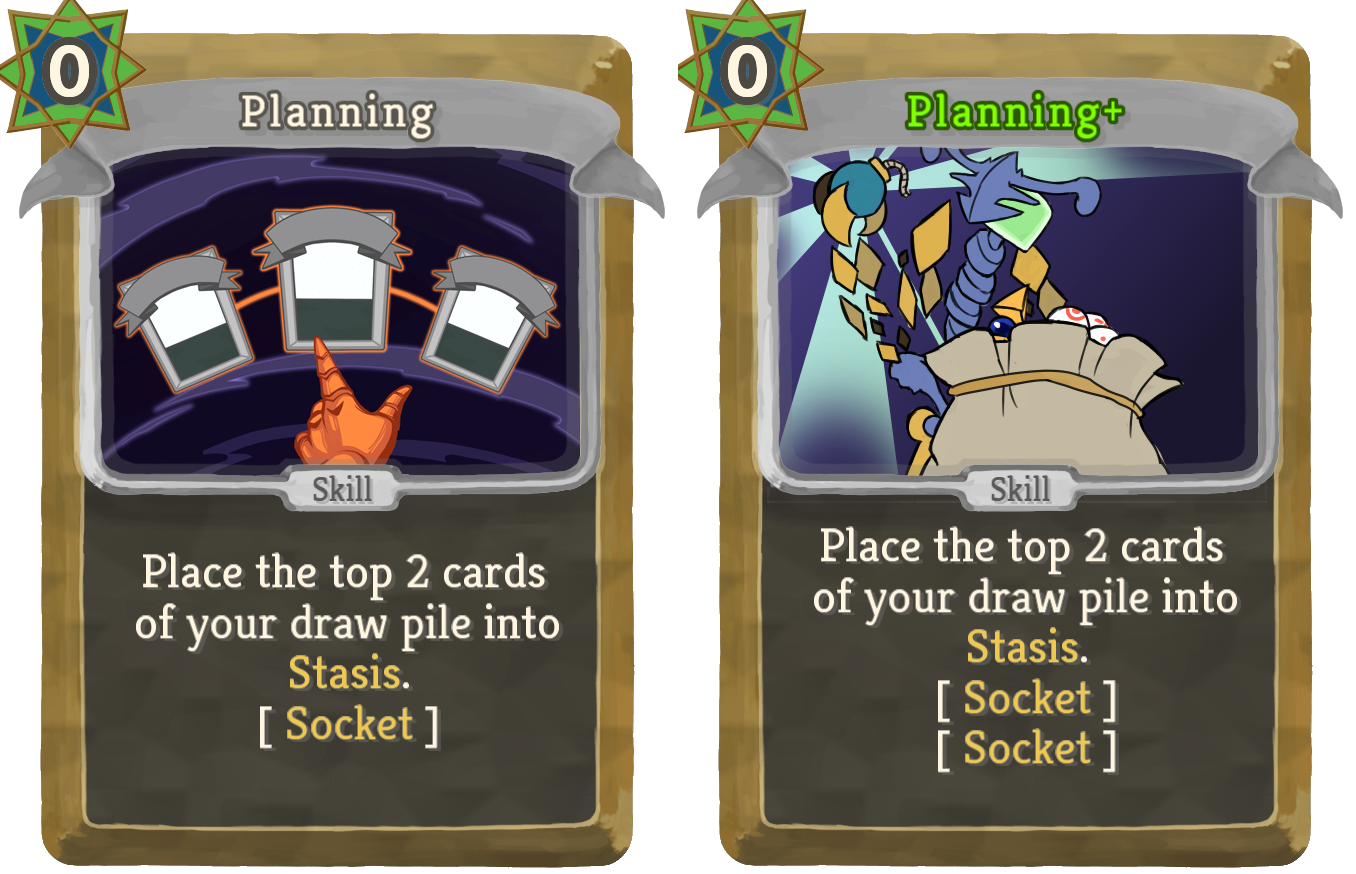 0
Planning
Skill
Place the top 2 cards
of your draw pile into
Stasis.
[ Socket ]
0
Planning+
Skill
Place the top 2 cards
of your draw pile into
Stasis.
[ Socket ]
[ Socket ]